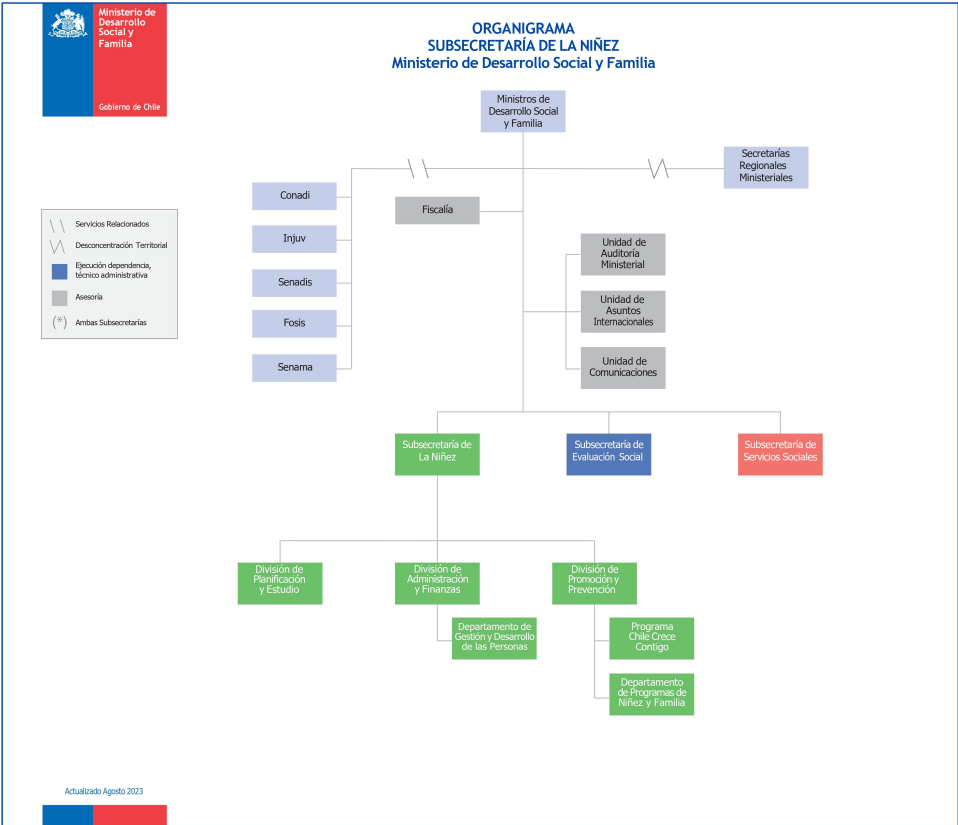 Ministerio de
Desarrollo
Social y
Familia
Gobierno de Chile
ORGANIGRAMA
SUBSECRETARÍA DE LA NIÑEZ
Ministerio de Desarrollo Social y Familia
Ministros de
Desarrollo Social
y Familia
Secretarías
Regionales
Ministeriales
Conadi
Injuv
Senadis
Fosis
Senama
Fiscalía
Unidad de
Auditoría
Ministerial
Unidad de
Asuntos
Internacionales
Unidad de
Comunicaciones
Servicios Relacionados
Desconcentración Territorial
Ejecución dependencia,
técnico administrativa
Asesoría
(*) Ambas Subsecretarías
Subsecretaría de
La Niñez
Subsecretaría de
Evaluación Social
Subsecretaría de
Servicios Sociales
División de
Planificación
y Estudio
División de
Administración
y Finanzas
División de
Promoción y
Prevención
Departamento de
Gestión y Desarrollo
de las Personas
Programa
Chile Crece
Contigo
Departamento
de Programas de
Niñez y Familia
Actualizado Agosto 2023